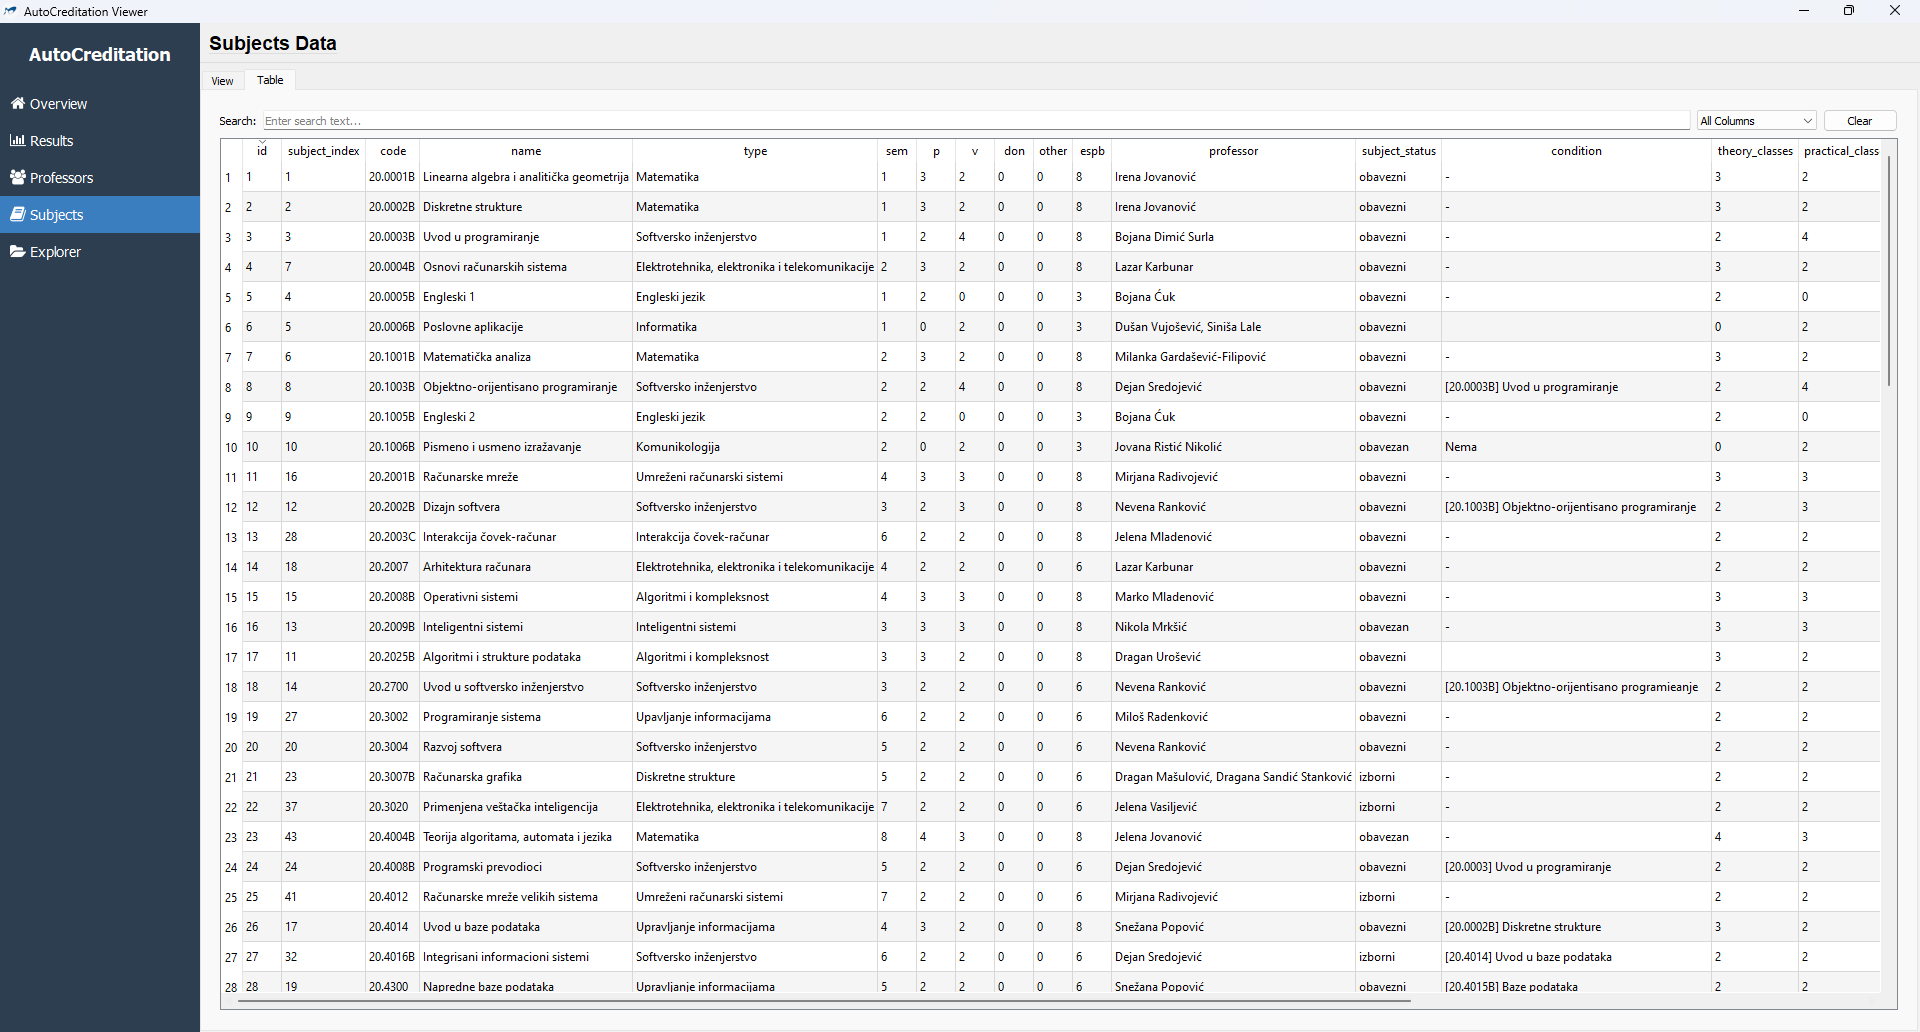 AutoCreditation Viewer
AutoCreditation
Overview
Results
Professors
Subjects
Explorer
Subjects Data
View Table
Search: Enter search text... All Columns Clear
id subject_index code name type sem p v don other espb professor subject_status condition theory_classes practical_class
1 1 1 20.0001B Linearna algebra i analitička geometrija Matematika 1 3 2 0 0 8 Irena Jovanović obavezni - 3 2
2 2 2 20.0002B Diskretne strukture Matematika 1 3 2 0 0 8 Irena Jovanović obavezni - 3 2
3 3 3 20.0003B Uvod u programiranje Softversko inženjerstvo 1 2 4 0 0 8 Bojana Dimić Surla obavezni - 2 4
4 4 7 20.0004B Osnovi računarskih sistema Elektrotehnika, elektronika i telekomunikacije 2 3 2 0 0 8 Lazar Karbunar obavezni - 3 2
5 5 4 20.0005B Engleski 1 Engleski jezik 1 2 0 0 0 3 Bojana Ćuk obavezni - 2 0
6 6 5 20.0006B Poslovne aplikacije Informatika 1 0 2 0 0 3 Dušan Vujošević, Siniša Lale obavezni 0 2
7 7 6 20.1001B Matematička analiza Matematika 2 3 2 0 0 8 Milanka Gardašević-Filipović obavezni - 3 2
8 8 8 20.1003B Objektno-orijentisano programiranje Softversko inženjerstvo 2 2 4 0 0 8 Dejan Sredojević obavezni [20.0003B] Uvod u programiranje 2 4
9 9 9 20.1005B Engleski 2 Engleski jezik 2 2 0 0 0 3 Bojana Ćuk obavezni - 2 0
10 10 10 20.1006B Pismeno i usmeno izražavanje Komunikologija 2 0 2 0 0 3 Jovana Ristić Nikolić obavezan Nema 0 2
11 11 16 20.2001B Računarske mreže Umreženi računarski sistemi 4 3 3 0 0 8 Mirjana Radivojević obavezni - 3 3
12 12 12 20.2002B Dizajn softvera Softversko inženjerstvo 3 2 3 0 0 8 Nevena Ranković obavezni [20.1003B] Objektno-orijentisano programiranje 2 3
13 13 28 20.2003C Interakcija čovek-računar Interakcija čovek-računar 6 2 2 0 0 8 Jelena Mladenović obavezni - 2 2
14 14 18 20.2007 Arhitektura računara Elektrotehnika, elektronika i telekomunikacije 4 2 2 0 0 6 Lazar Karbunar obavezni - 2 2
15 15 15 20.2008B Operativni sistemi Algoritmi i kompleksnost 4 3 3 0 0 8 Marko Mladenović obavezni - 3 3
16 16 13 20.2009B Inteligentni sistemi Inteligentni sistemi 3 3 3 0 0 8 Nikola Mrkšić obavezan - 3 3
17 17 11 20.2025B Algoritmi i strukture podataka Algoritmi i kompleksnost 3 3 2 0 0 8 Dragan Urošević obavezni 3 2
18 18 14 20.2700 Uvod u softversko inženjerstvo Softversko inženjerstvo 3 2 2 0 0 6 Nevena Ranković obavezni [20.1003B] Objektno-orijentisano programieanje 2 2
19 19 27 20.3002 Programiranje sistema Upavljanje informacijama 6 2 2 0 0 6 Miloš Radenković obavezni - 2 2
20 20 20 20.3004 Razvoj softvera Softversko inženjerstvo 5 2 2 0 0 6 Nevena Ranković obavezni - 2 2
21 21 23 20.3007B Računarska grafika Diskretne strukture 5 2 2 0 0 6 Dragan Mašulović, Dragana Sandić Stanković izborni - 2 2
22 22 37 20.3020 Primenjena veštačka inteligencija Elektrotehnika, elektronika i telekomunikacije 7 2 2 0 0 6 Jelena Vasiljević izborni - 2 2
23 23 43 20.4004B Teorija algoritama, automata i jezika Matematika 8 4 3 0 0 8 Jelena Jovanović obavezan - 4 3
24 24 24 20.4008B Programski prevodioci Softversko inženjerstvo 5 2 2 0 0 6 Dejan Sredojević obavezni [20.0003] Uvod u programiranje 2 2
25 25 41 20.4012 Računarske mreže velikih sistema Umreženi računarski sistemi 7 2 2 0 0 6 Mirjana Radivojević izborni - 2 2
26 26 17 20.4014 Uvod u baze podataka Upravljanje informacijama 4 3 2 0 0 8 Snežana Popović obavezni [20.0002B] Diskretne strukture 3 2
27 27 32 20.4016B Integrisani informacioni sistemi Softversko inženjerstvo 6 2 2 0 0 6 Dejan Sredojević izborni [20.4014] Uvod u baze podataka 2 2
28 28 19 20.4300 Napredne baze podataka Upravljanje informacijama 5 2 2 0 0 6 Snežana Popović obavezni [20.4015B] Baze podataka 2 2